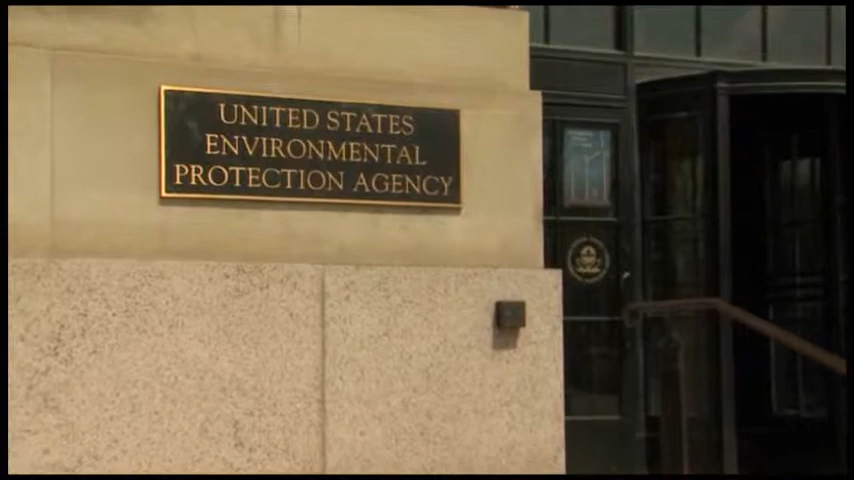 UNITED STATES
ENVIRONMENTAL
PROTECTION AGENCY